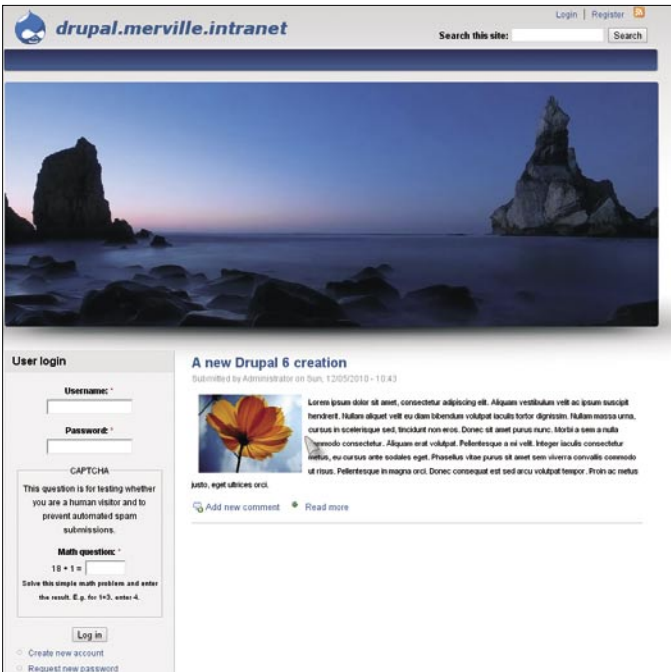 Login | Register
drupal.merville.intranet
Search this site: Search
User login
Username: *
Password: *
CAPTCHA
This question is for testing whether
you are a human visitor and to
prevent automated spam
submissions.
Math question: *
18 + 1 =
Solve this simple math problem and enter
the result. E.g. for 1+3, enter 4.
Log in
Create new account
Request new password
A new Drupal 6 creation
Submitted by Administrator on Sun, 12/05/2010 - 10:43
Lorem ipsum dolor sit amet, consectetur adipiscing elit. Aliquam vestibulum velit ac ipsum suscipit
hendrerit. Nullam aliquet velit eu diam bibendum volutpat iaculis tortor dignissim. Nullam massa urna,
cursus in scelerisque sed, tincidunt non eros. Donec sit amet purus nunc. Morbi a sem a nulla
commodo consectetur. Aliquam erat volutpat. Pellentesque a mi velit. Integer iaculis consectetur
metus, eu cursus ante sodales eget. Phasellus vitae purus sit amet sem viverra convallis commodo
ut risus. Pellentesque in magna orci. Donec consequat est sed arcu volutpat tempor. Proin ac metus
justo, eget ultrices orci.
Add new comment Read more